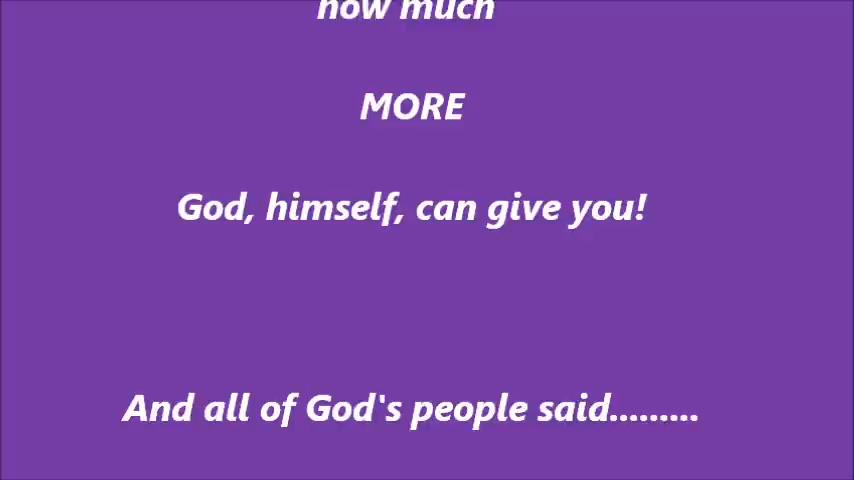 how much
MORE
God, himself, can give you!
And all of God's people said.........